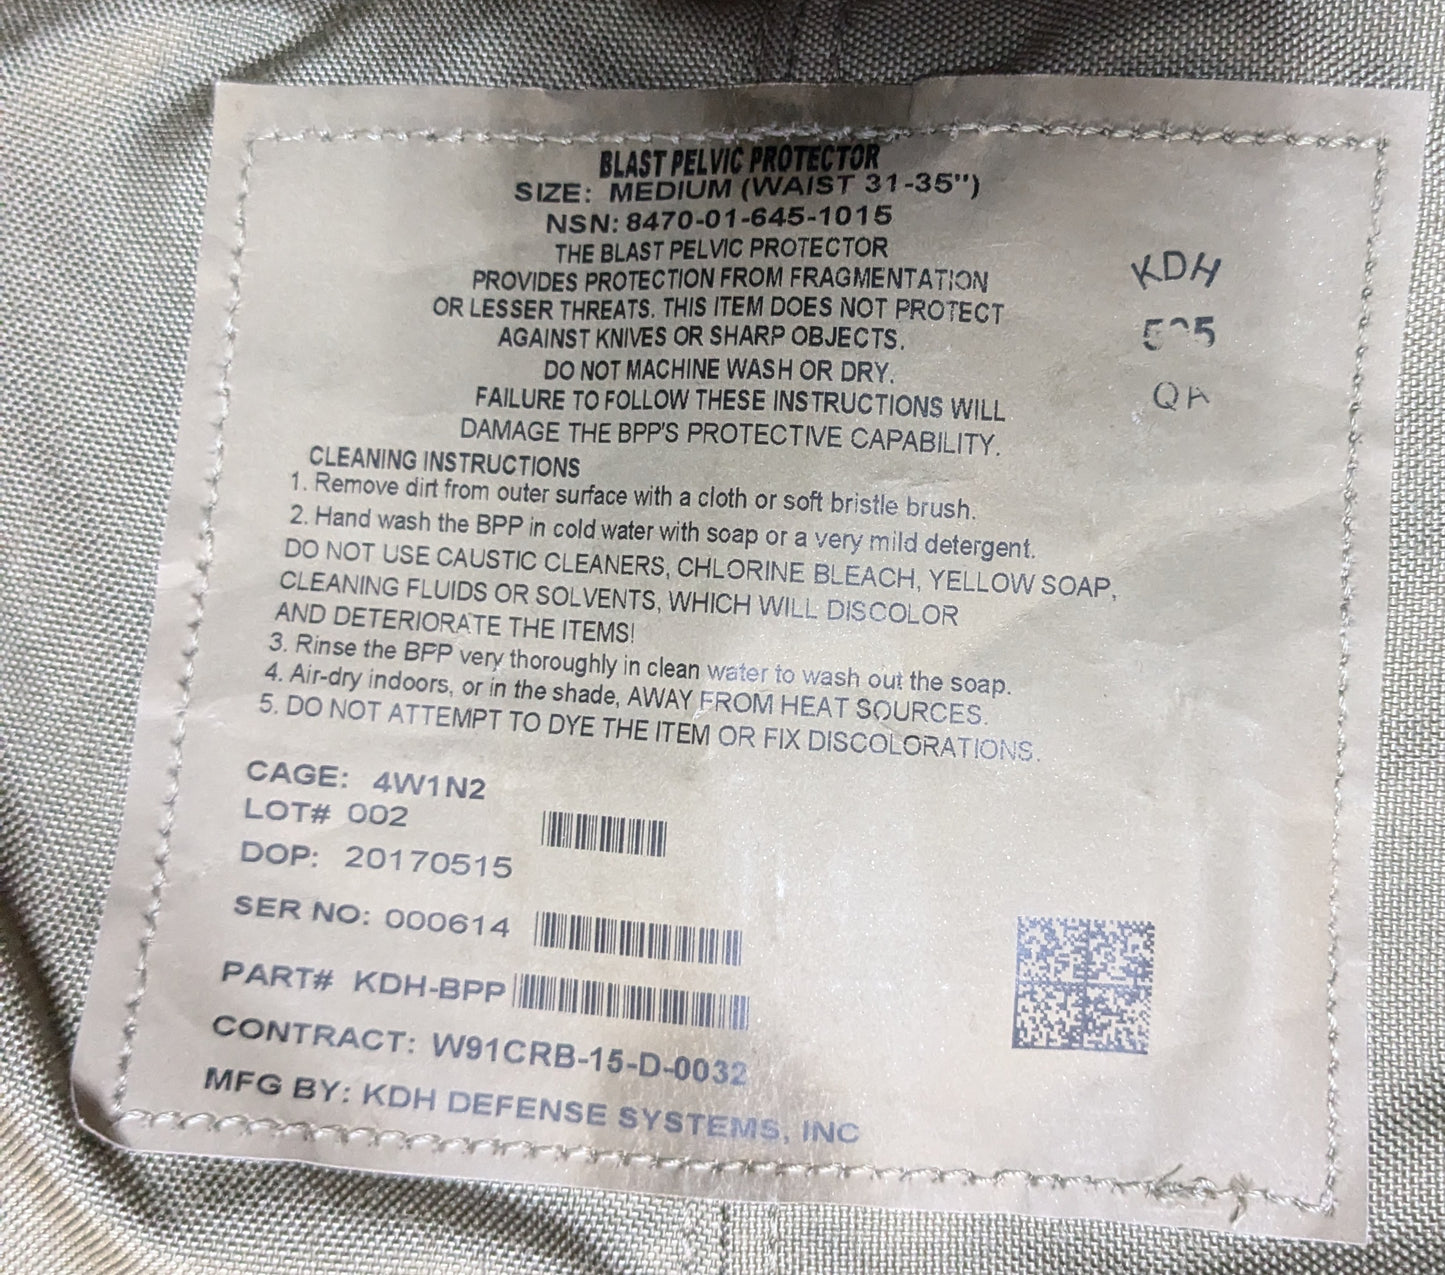 BLAST PELVIC PROTECTOR
SIZE: MEDIUM (WAIST 31-35")
NSN: 8470-01-645-1015
THE BLAST PELVIC PROTECTOR
PROVIDES PROTECTION FROM FRAGMENTATION
OR LESSER THREATS. THIS ITEM DOES NOT PROTECT
AGAINST KNIVES OR SHARP OBJECTS.
DO NOT MACHINE WASH OR DRY.
FAILURE TO FOLLOW THESE INSTRUCTIONS WILL
DAMAGE THE BPP'S PROTECTIVE CAPABILITY.
KDH
QA
CLEANING INSTRUCTIONS
1. Remove dirt from outer surface with a cloth or soft bristle brush.
2. Hand wash the BPP in cold water with soap or a very mild detergent.
DO NOT USE CAUSTIC CLEANERS, CHLORINE BLEACH, YELLOW SOAP,
CLEANING FLUIDS OR SOLVENTS, WHICH WILL DISCOLOR
AND DETERIORATE THE ITEMS!
3. Rinse the BPP very thoroughly in clean water to wash out the soap.
4. Air-dry indoors, or in the shade, AWAY FROM HEAT SOURCES.
5. DO NOT ATTEMPT TO DYE THE ITEM OR FIX DISCOLORATIONS.
CAGE: 4W1N2
LOT# 002
DOP: 20170515
SER NO: 000614
PART# KDH-BPP
CONTRACT: W91CRB-15-D-0032
MFG BY: KDH DEFENSE SYSTEMS, INC